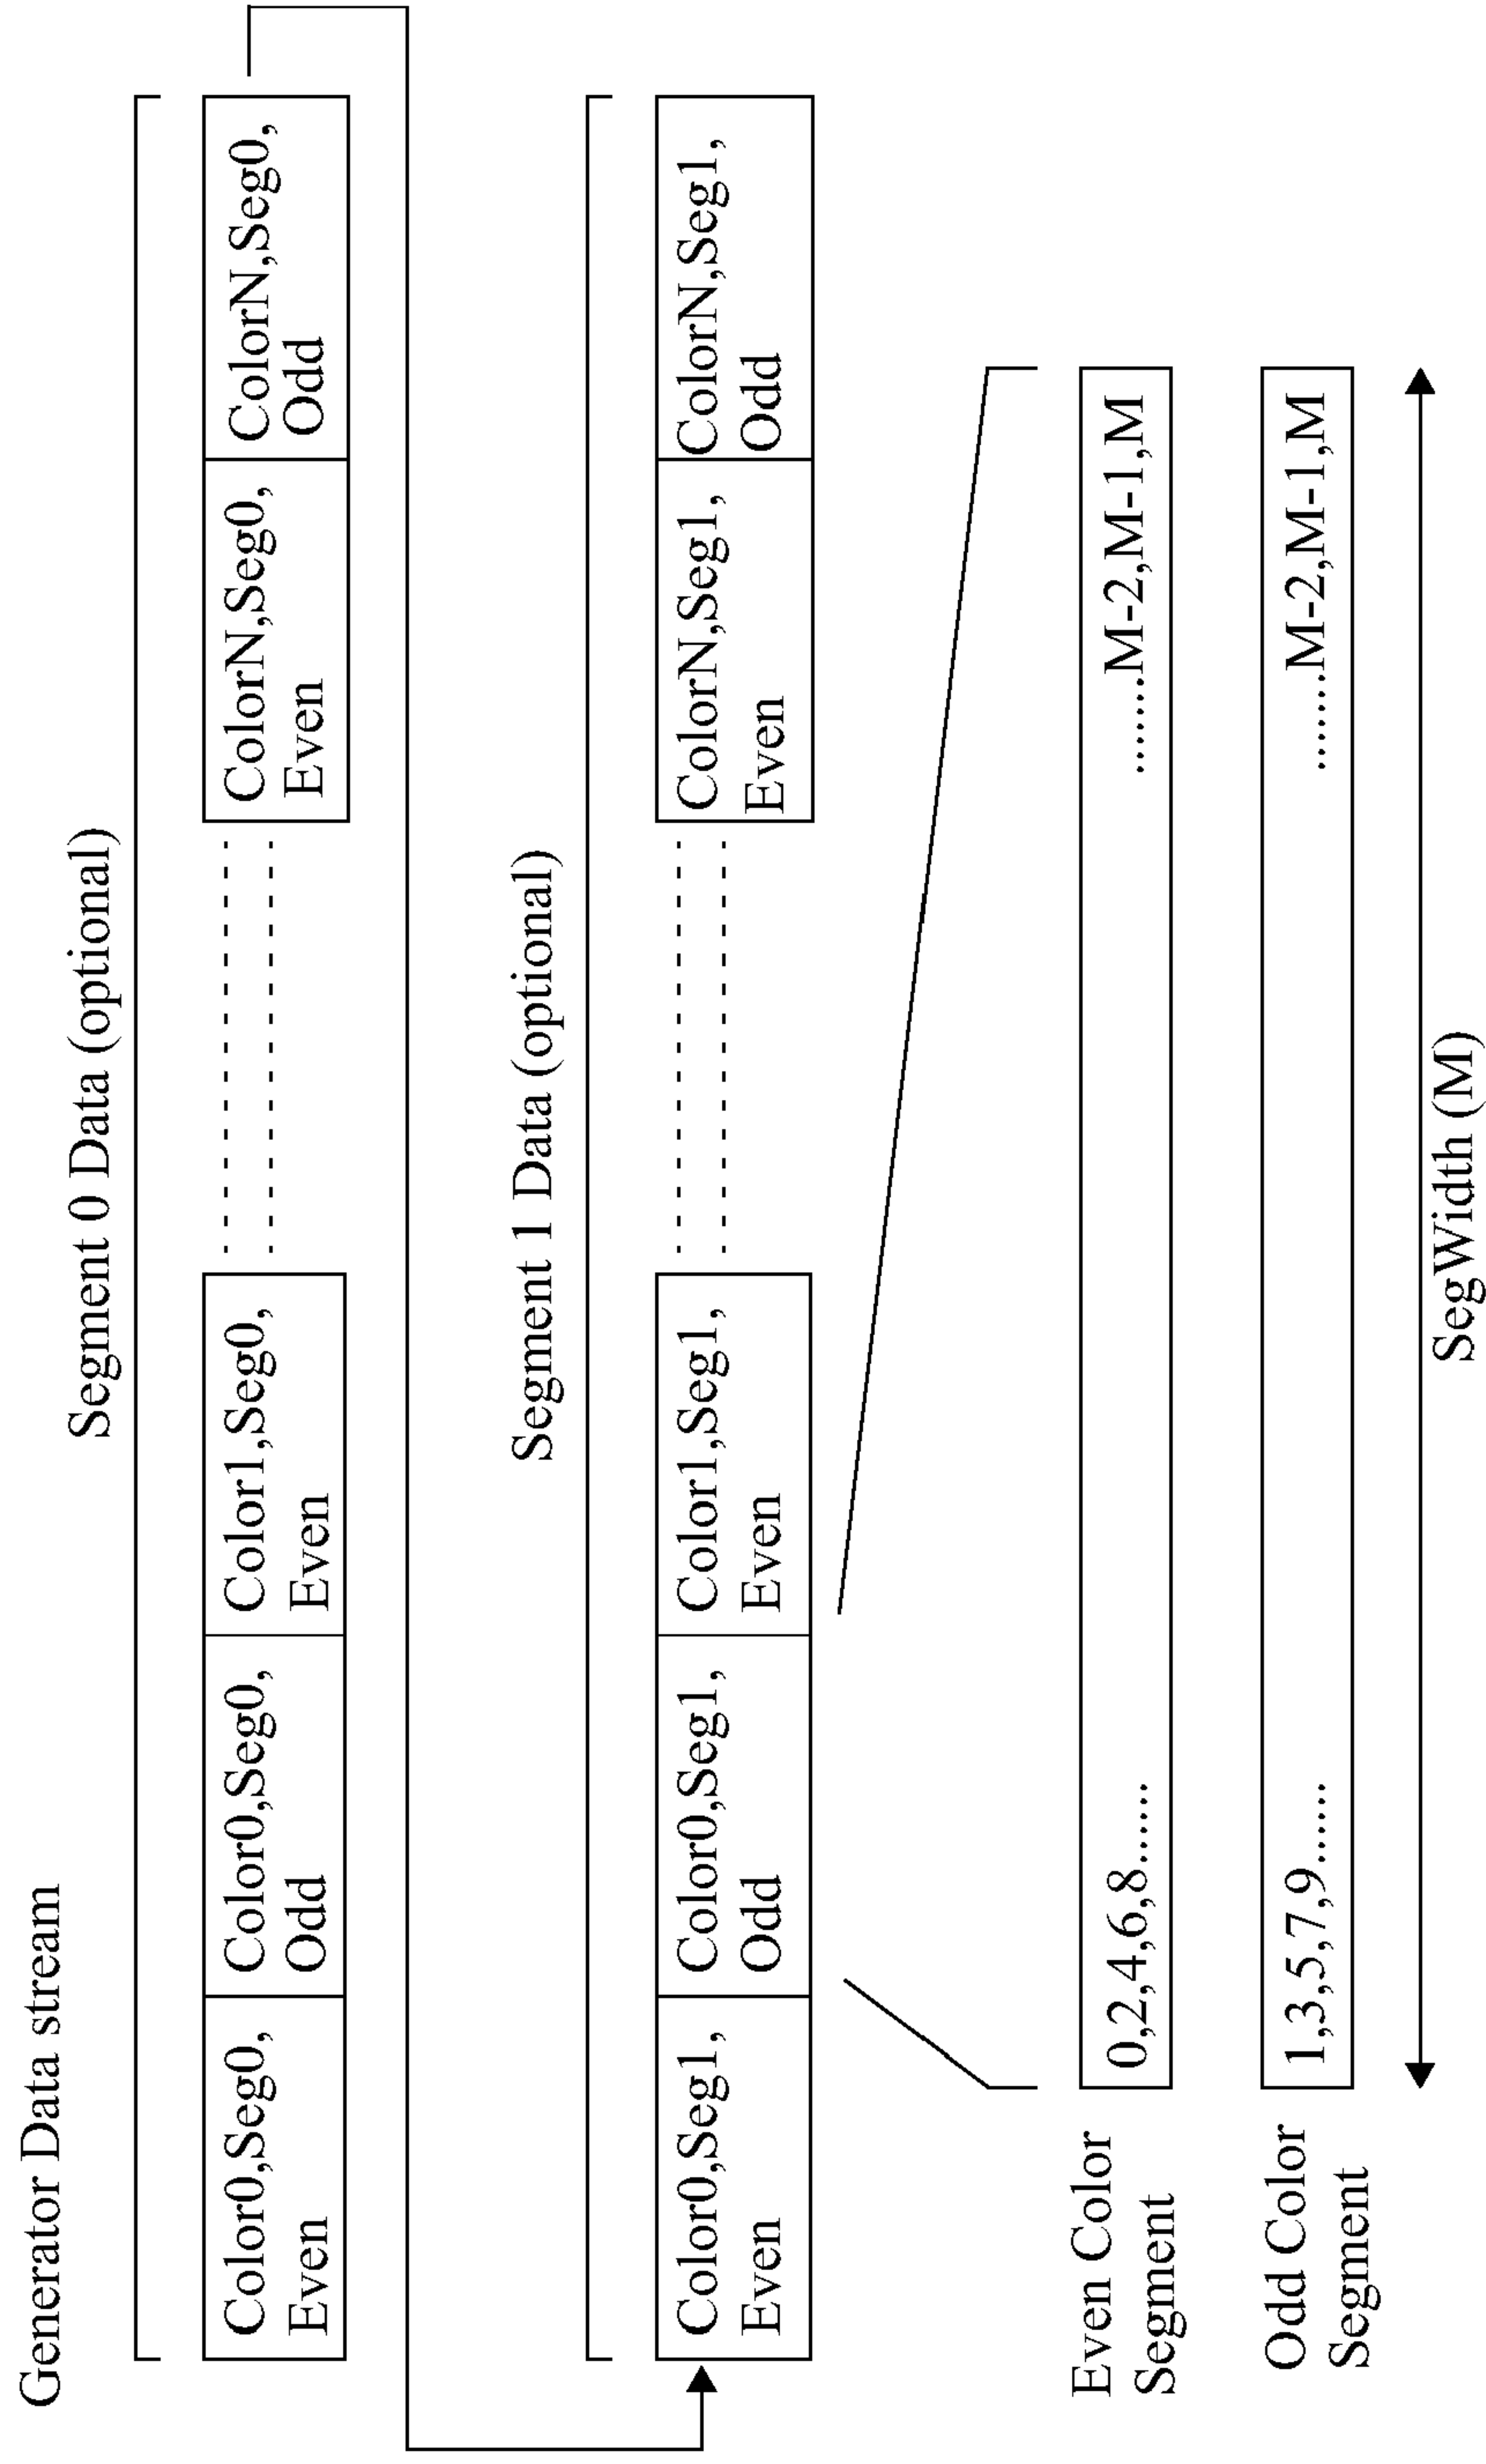 Generator Data stream
Segment 0 Data (optional)
Color0,Seg0,
Even
Color0,Seg0,
Odd
Color1,Seg0,
Even
ColorN,Seg0,
Even
ColorN,Seg0,
Odd
Segment 1 Data (optional)
Color0,Seg1,
Even
Color0,Seg1,
Odd
Color1,Seg1,
Even
ColorN,Seg1,
Even
ColorN,Seg1,
Odd
Even Color
Segment
0,2,4,6,8....... .........M-2,M-1,M
Odd Color
Segment
1,3,5,7,9....... .........M-2,M-1,M
SegWidth (M)